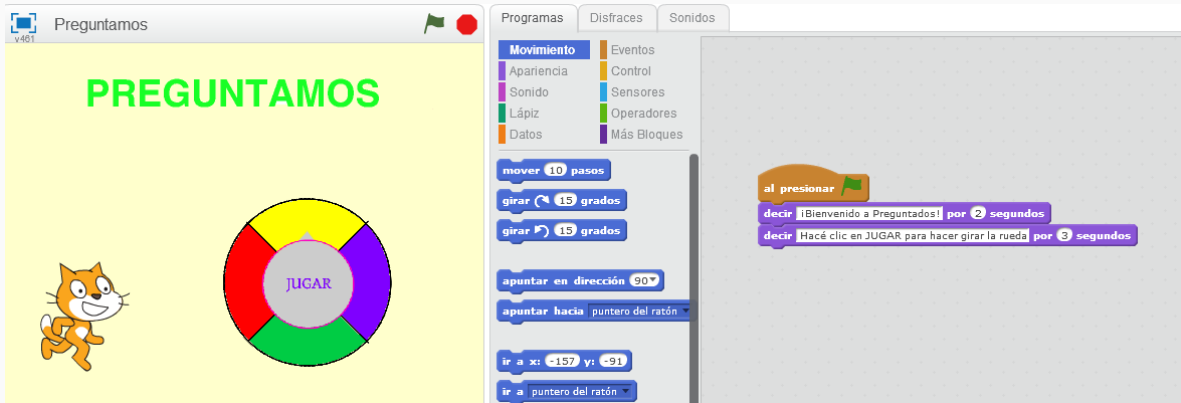 Preguntamos
v461
PREGUNTAMOS
JUGAR
Programas
Disfraces
Sonidos
Movimiento
Eventos
Apariencia
Control
Sonido
Sensores
Lápiz
Operadores
Datos
Más Bloques
mover 10 pasos
girar 15 grados
girar 15 grados
apuntar en dirección 90
apuntar hacia puntero del ratón
ir a x: -157 y: -91
ir a puntero del ratón
al presionar
decir ¡Bienvenido a Preguntados! por 2 segundos
decir Hacé clic en JUGAR para hacer girar la rueda por 3 segundos